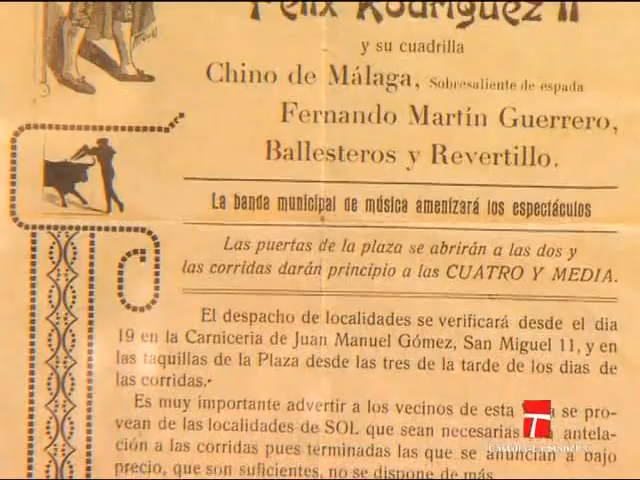 Félix Rodríguez II
y su cuadrilla
Chino de Málaga, Sobresaliente de espada
Fernando Martín Guerrero,
Ballesteros y Revertillo.
La banda municipal de música amenizará los espectáculos
Las puertas de la plaza se abrirán a las dos y
las corridas darán principio a las CUATRO Y MEDIA.
El despacho de localidades se verificará desde el dia
19 en la Carniceria de Juan Manuel Gómez, San Miguel 11, y en
las taquillas de la Plaza desde las tres de la tarde de los dias de
las corridas.
Es muy importante advertir a los vecinos de esta se pro-
vean de las localidades de SOL que sean necesarias antela-
ción a las corridas pues terminadas las que se anuncian a bajo
precio, que son suficientes, no se dispone de más
T